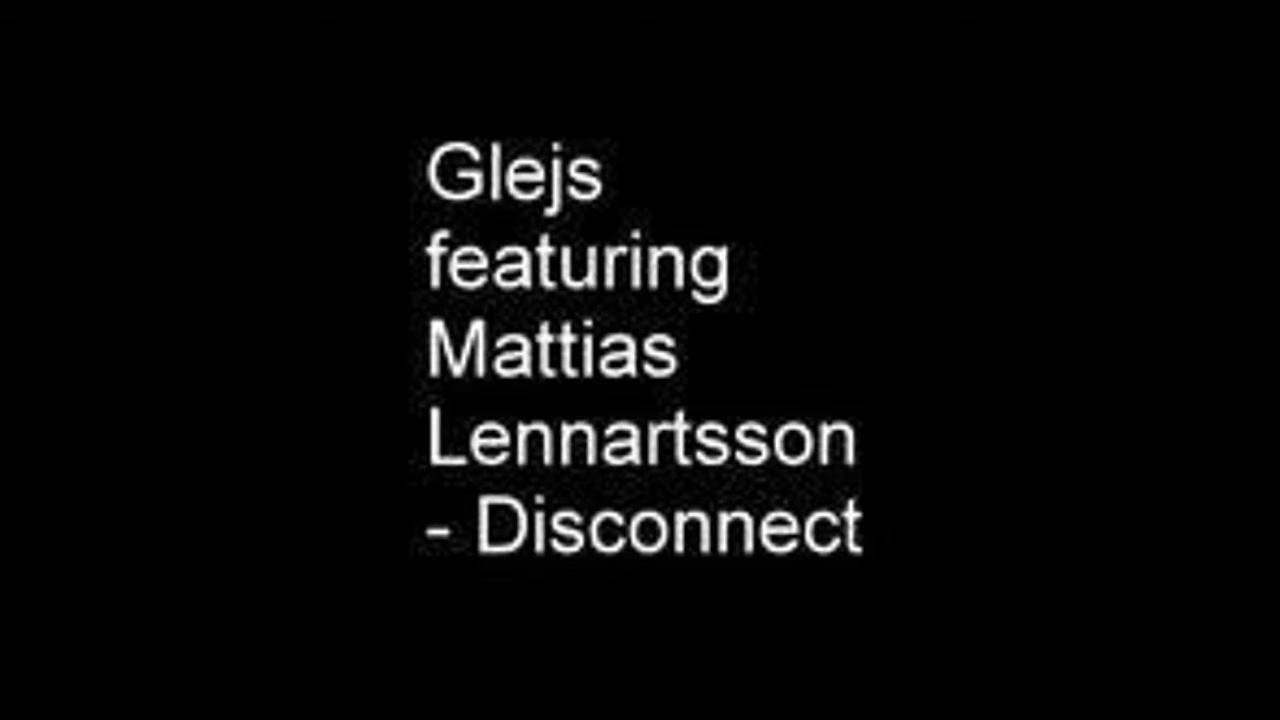 Glejs
featuring
Mattias
Lennartsson
- Disconnect